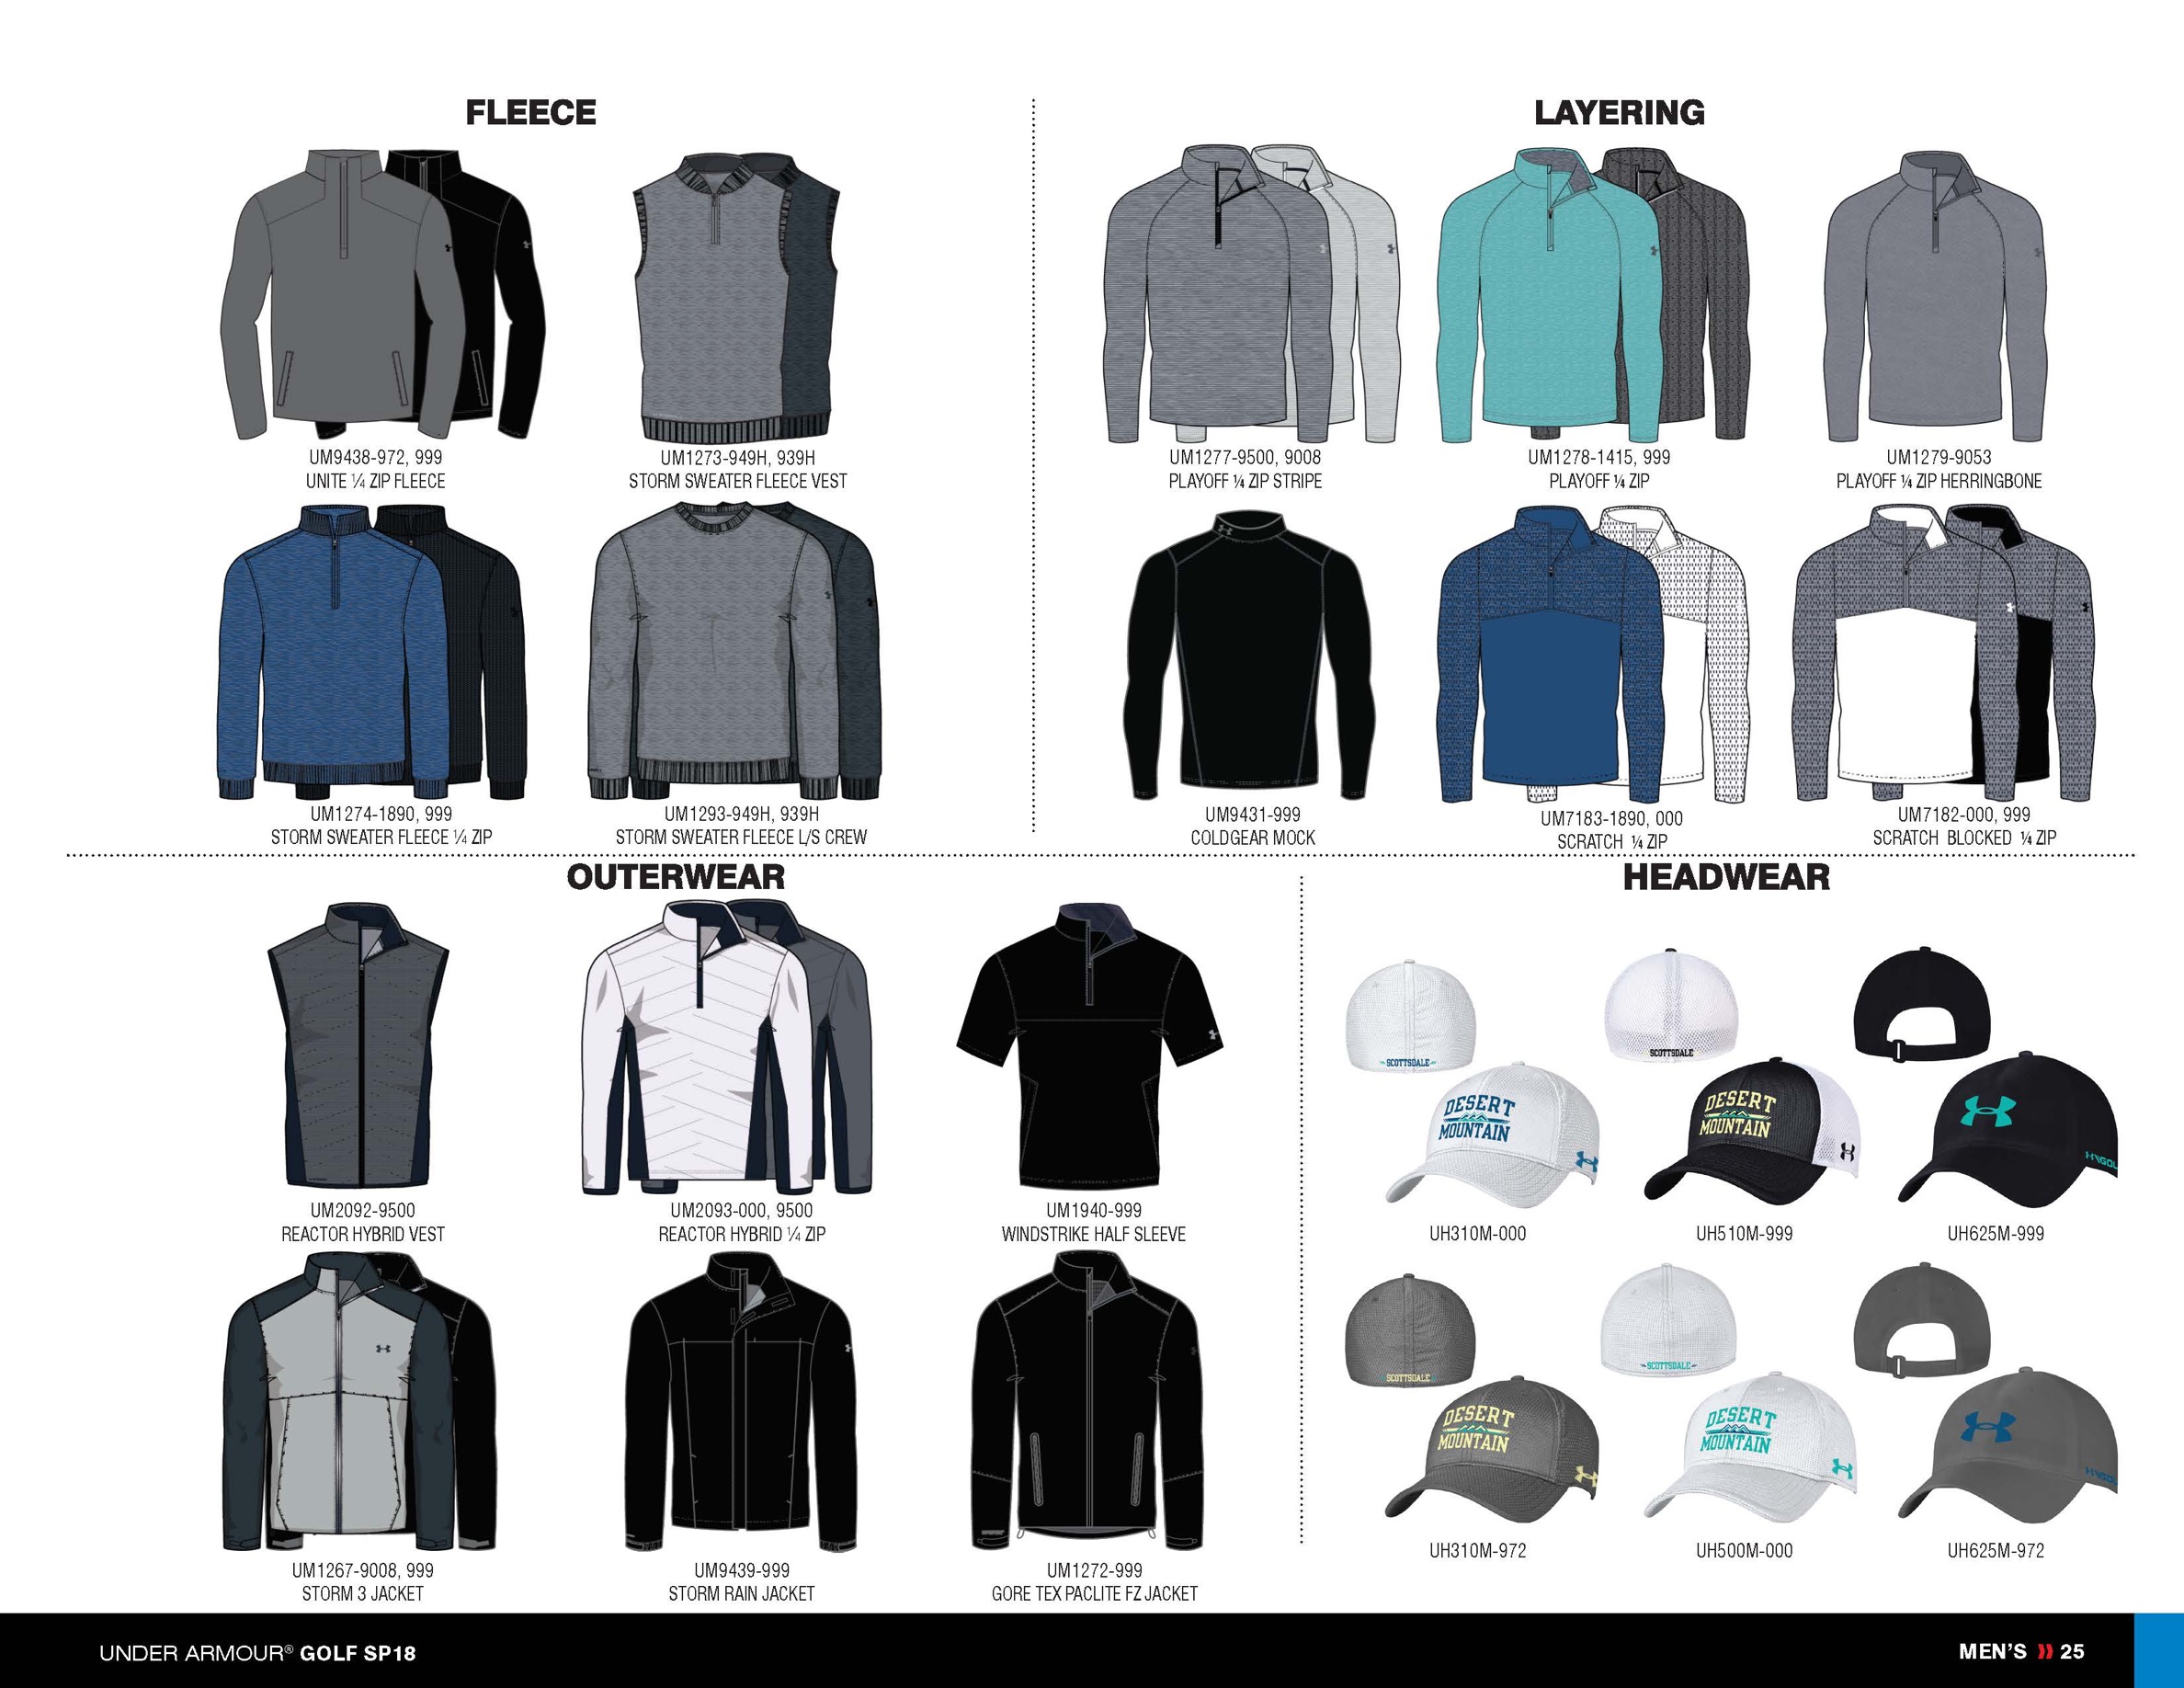 FLEECE
UM9438-972, 999
UNITE ¼ ZIP FLEECE
UM1273-949H, 939H
STORM SWEATER FLEECE VEST
UM1274-1890, 999
STORM SWEATER FLEECE ¼ ZIP
UM1293-949H, 939H
STORM SWEATER FLEECE L/S CREW
LAYERING
UM1277-9500, 9008
PLAYOFF ¼ ZIP STRIPE
UM1278-1415, 999
PLAYOFF ¼ ZIP
UM1279-9053
PLAYOFF ¼ ZIP HERRINGBONE
UM9431-999
COLDGEAR MOCK
UM7183-1890, 000
SCRATCH ¼ ZIP
UM7182-000, 999
SCRATCH BLOCKED ¼ ZIP
OUTERWEAR
UM2092-9500
REACTOR HYBRID VEST
UM2093-000, 9500
REACTOR HYBRID ¼ ZIP
UM1940-999
WINDSTRIKE HALF SLEEVE
UM1267-9008, 999
STORM 3 JACKET
UM9439-999
STORM RAIN JACKET
UM1272-999
GORE TEX PACLITE FZ JACKET
HEADWEAR
SCOTTSDALE
DESERT
MOUNTAIN
UH310M-000
SCOTTSDALE
DESERT
MOUNTAIN
UH510M-999
UH625M-999
SCOTTSDALE
DESERT
MOUNTAIN
UH310M-972
SCOTTSDALE
DESERT
MOUNTAIN
UH500M-000
UH625M-972
UNDER ARMOUR® GOLF SP18
MEN'S 25